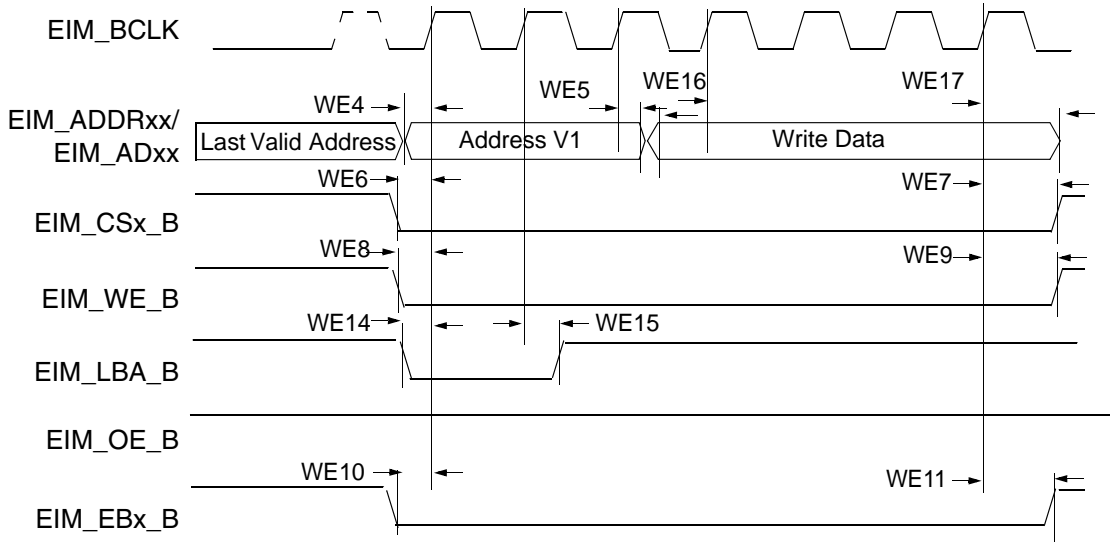 EIM_BCLK
WE4
WE5
WE16
WE17
EIM_ADDRxx/
EIM_ADxx
Last Valid Address
Address V1
Write Data
WE6
WE7
EIM_CSx_B
WE8
WE9
EIM_WE_B
WE14
WE15
EIM_LBA_B
EIM_OE_B
WE10
WE11
EIM_EBx_B